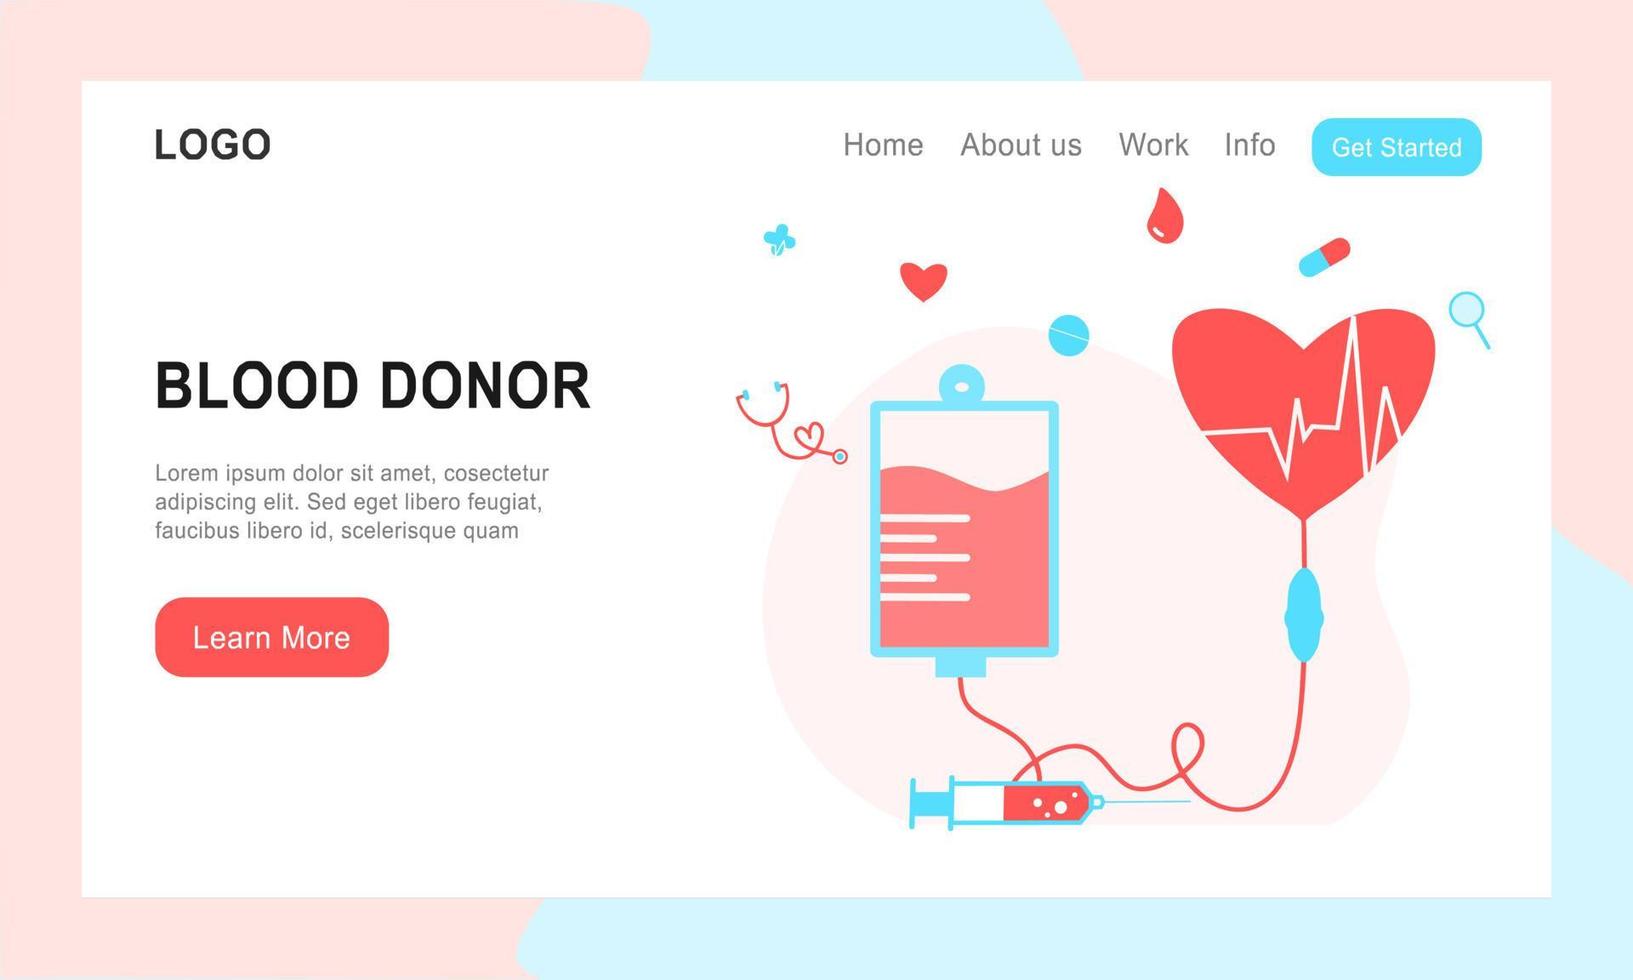 LOGO
Home About us Work Info Get Started
BLOOD DONOR
Lorem ipsum dolor sit amet, cosectetur
adipiscing elit. Sed eget libero feugiat,
faucibus libero id, scelerisque quam
Learn More